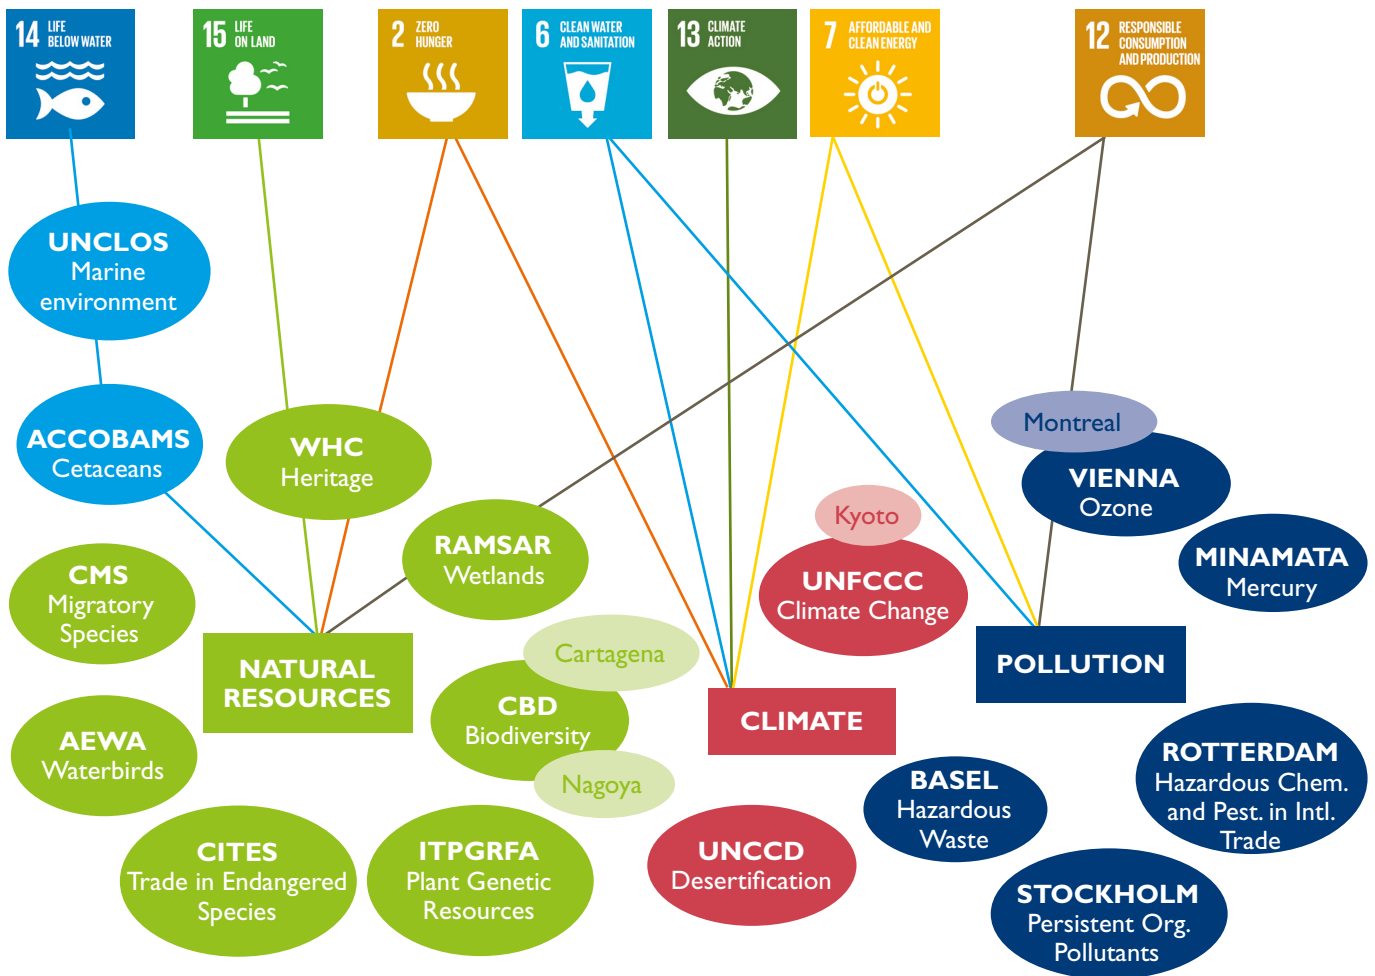 14 LIFE
BELOW WATER
15 LIFE
ON LAND
2 ZERO
HUNGER
6 CLEAN WATER
AND SANITATION
13 CLIMATE
ACTION
7 AFFORDABLE AND
CLEAN ENERGY
12 RESPONSIBLE
CONSUMPTION
AND PRODUCTION
UNCLOS
Marine
environment
ACCOBAMS
Cetaceans
WHC
Heritage
Montreal
VIENNA
Ozone
Kyoto
UNFCCC
Climate Change
RAMSAR
Wetlands
MINAMATA
Mercury
CMS
Migratory
Species
NATURAL
RESOURCES
Cartagena
CBD
Biodiversity
Nagoya
CLIMATE
POLLUTION
AEWA
Waterbirds
BASEL
Hazardous
Waste
ROTTERDAM
Hazardous Chem.
and Pest. in Intl.
Trade
CITES
Trade in Endangered
Species
ITPGRFA
Plant Genetic
Resources
UNCCD
Desertification
STOCKHOLM
Persistent Org.
Pollutants